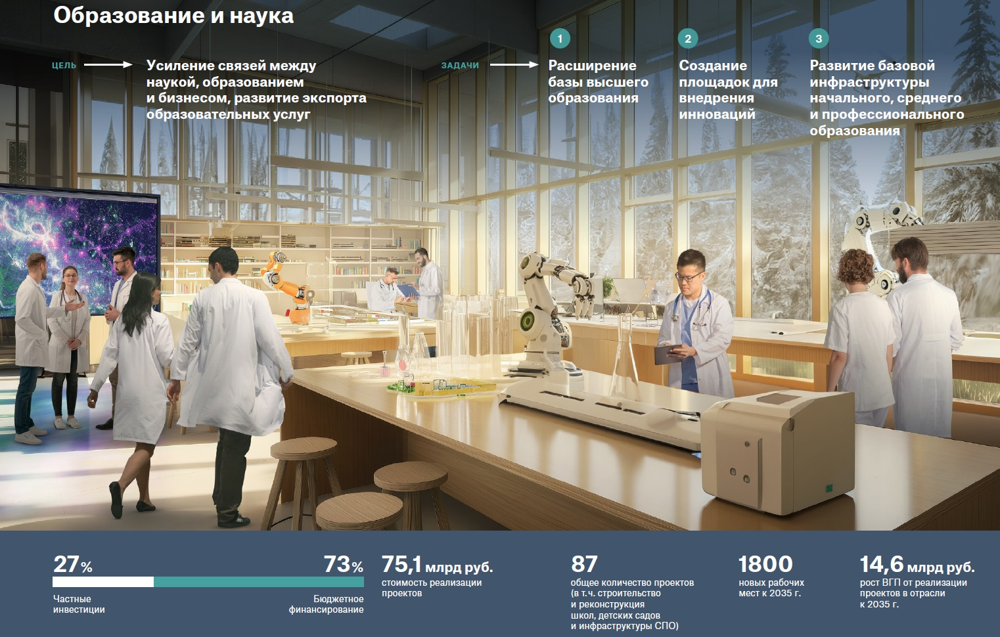 Образование и наука
ЦЕЛЬ
Усиление связей между
наукой, образованием
и бизнесом, развитие экспорта
образовательных услуг
ЗАДАЧИ
1
Расширение
базы высшего
образования
2
Создание
площадок для
внедрения
инноваций
3
Развитие базовой
инфраструктуры
начального, среднего
и профессионального
образования
27%
Частные
инвестиции
73%
Бюджетное
финансирование
75,1 млрд руб.
стоимость реализации
проектов
87
общее количество проектов
(в т.ч. строительство
и реконструкция
школ, детских садов
и инфраструктуры СПО)
1800
новых рабочих
мест к 2035 г.
14,6 млрд руб.
рост ВГП от реализации
проектов в отрасли
к 2035 г.